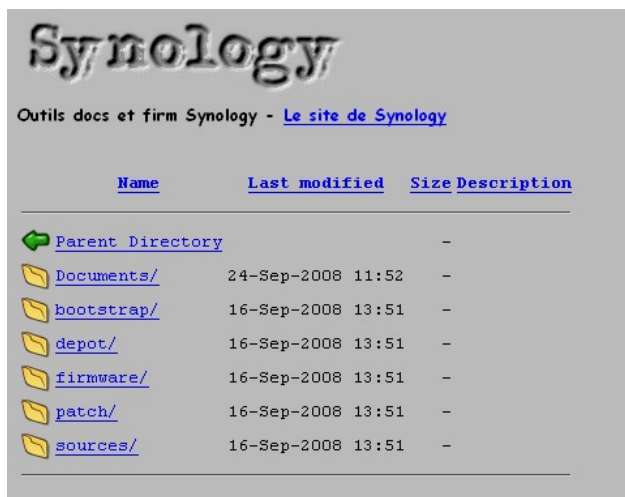 Synology
Outils docs et firm Synology - Le site de Synology
Name Last modified Size Description
Parent Directory -
Documents/ 24-Sep-2008 11:52 -
bootstrap/ 16-Sep-2008 13:51 -
depot/ 16-Sep-2008 13:51 -
firmware/ 16-Sep-2008 13:51 -
patch/ 16-Sep-2008 13:51 -
sources/ 16-Sep-2008 13:51 -